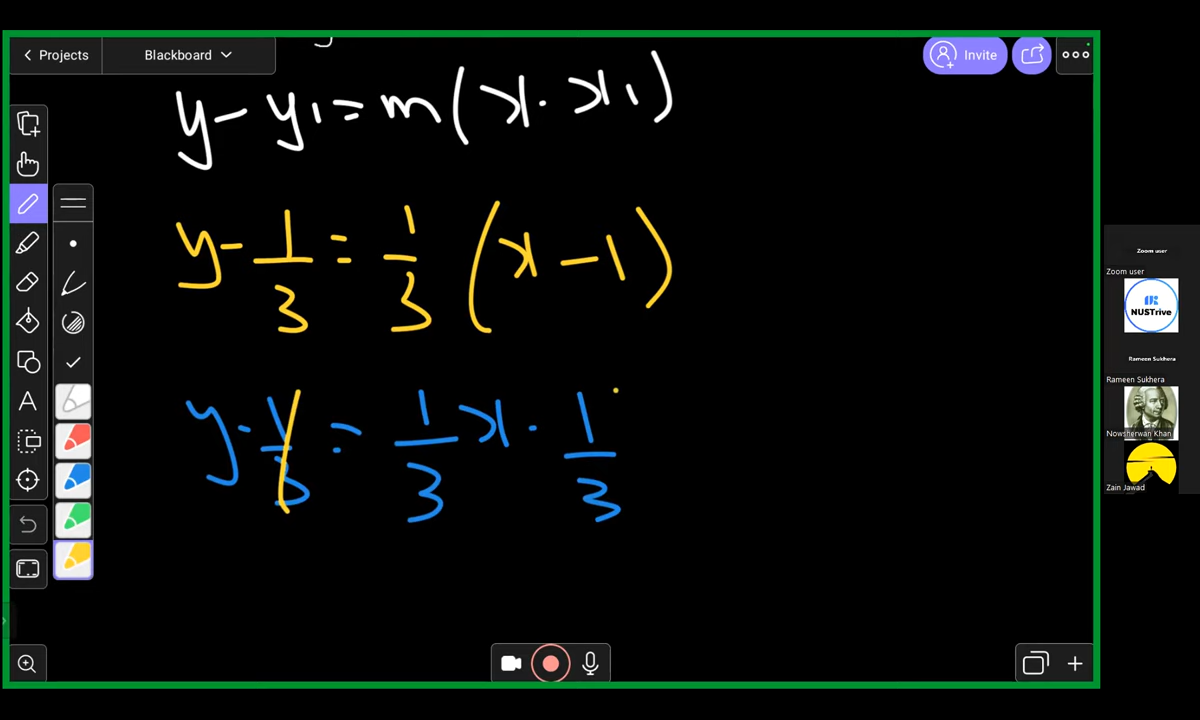 Projects
Blackboard
Invite
y - y1 = m(x - x1)
y - 1/3 = 1/3 (x - 1)
y - 1/3 = 1/3 x - 1/3
A
Zoom user
Zoom user
NUSTrive
Rameen Sukhera
Rameen Sukhera
Nowsherwan Khan
Zain Jawad